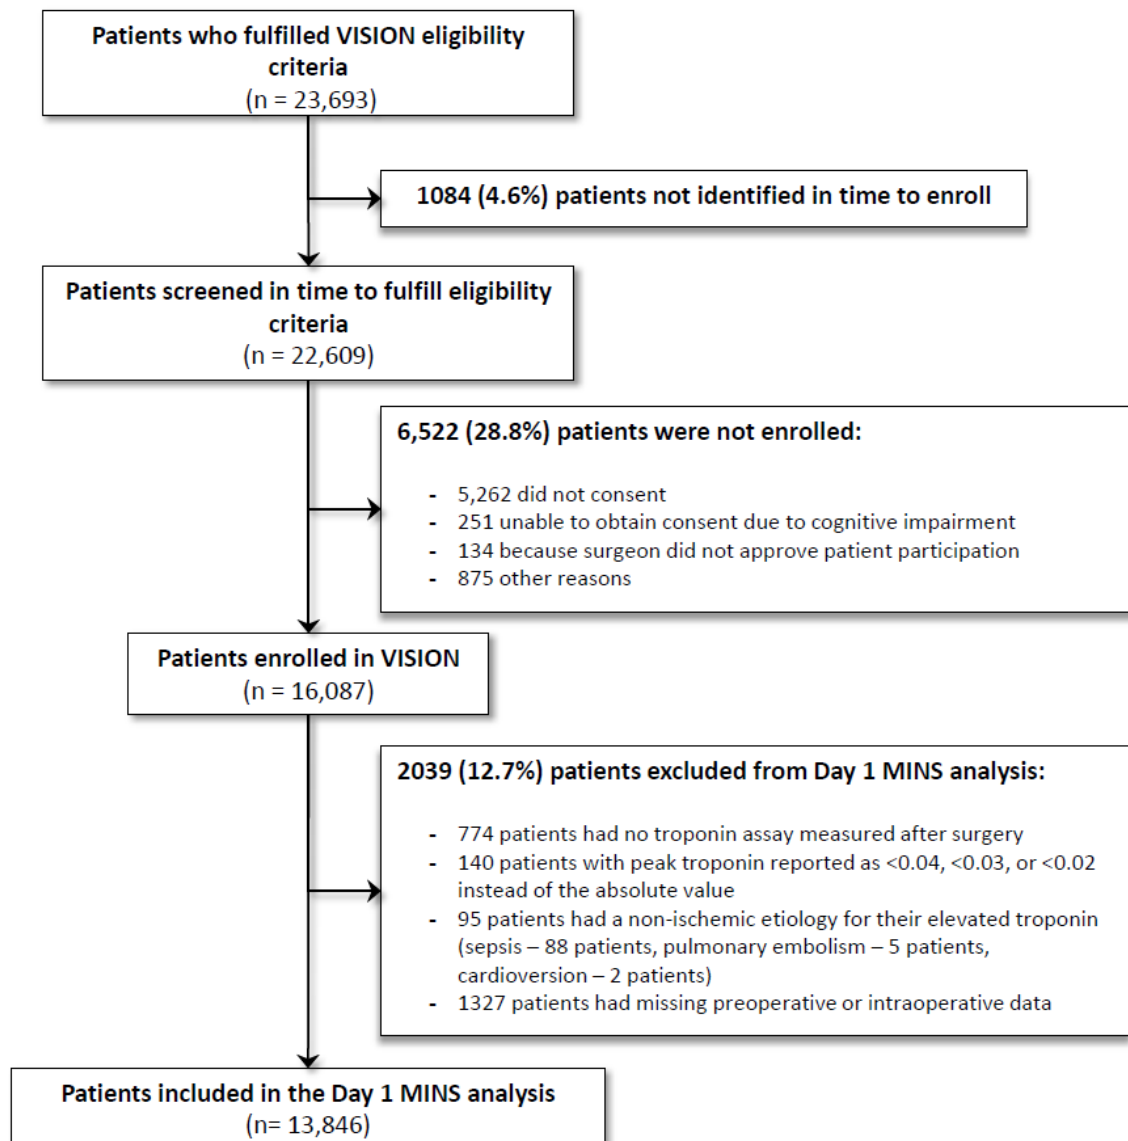 Patients who fulfilled VISION eligibility
criteria
(n = 23,693)
1084 (4.6%) patients not identified in time to enroll
Patients screened in time to fulfill eligibility
criteria
(n = 22,609)
6,522 (28.8%) patients were not enrolled:
- 5,262 did not consent
- 251 unable to obtain consent due to cognitive impairment
- 134 because surgeon did not approve patient participation
- 875 other reasons
Patients enrolled in VISION
(n = 16,087)
2039 (12.7%) patients excluded from Day 1 MINS analysis:
- 774 patients had no troponin assay measured after surgery
- 140 patients with peak troponin reported as <0.04, <0.03, or <0.02
instead of the absolute value
- 95 patients had a non-ischemic etiology for their elevated troponin
(sepsis – 88 patients, pulmonary embolism – 5 patients,
cardioversion – 2 patients)
- 1327 patients had missing preoperative or intraoperative data
Patients included in the Day 1 MINS analysis
(n= 13,846)